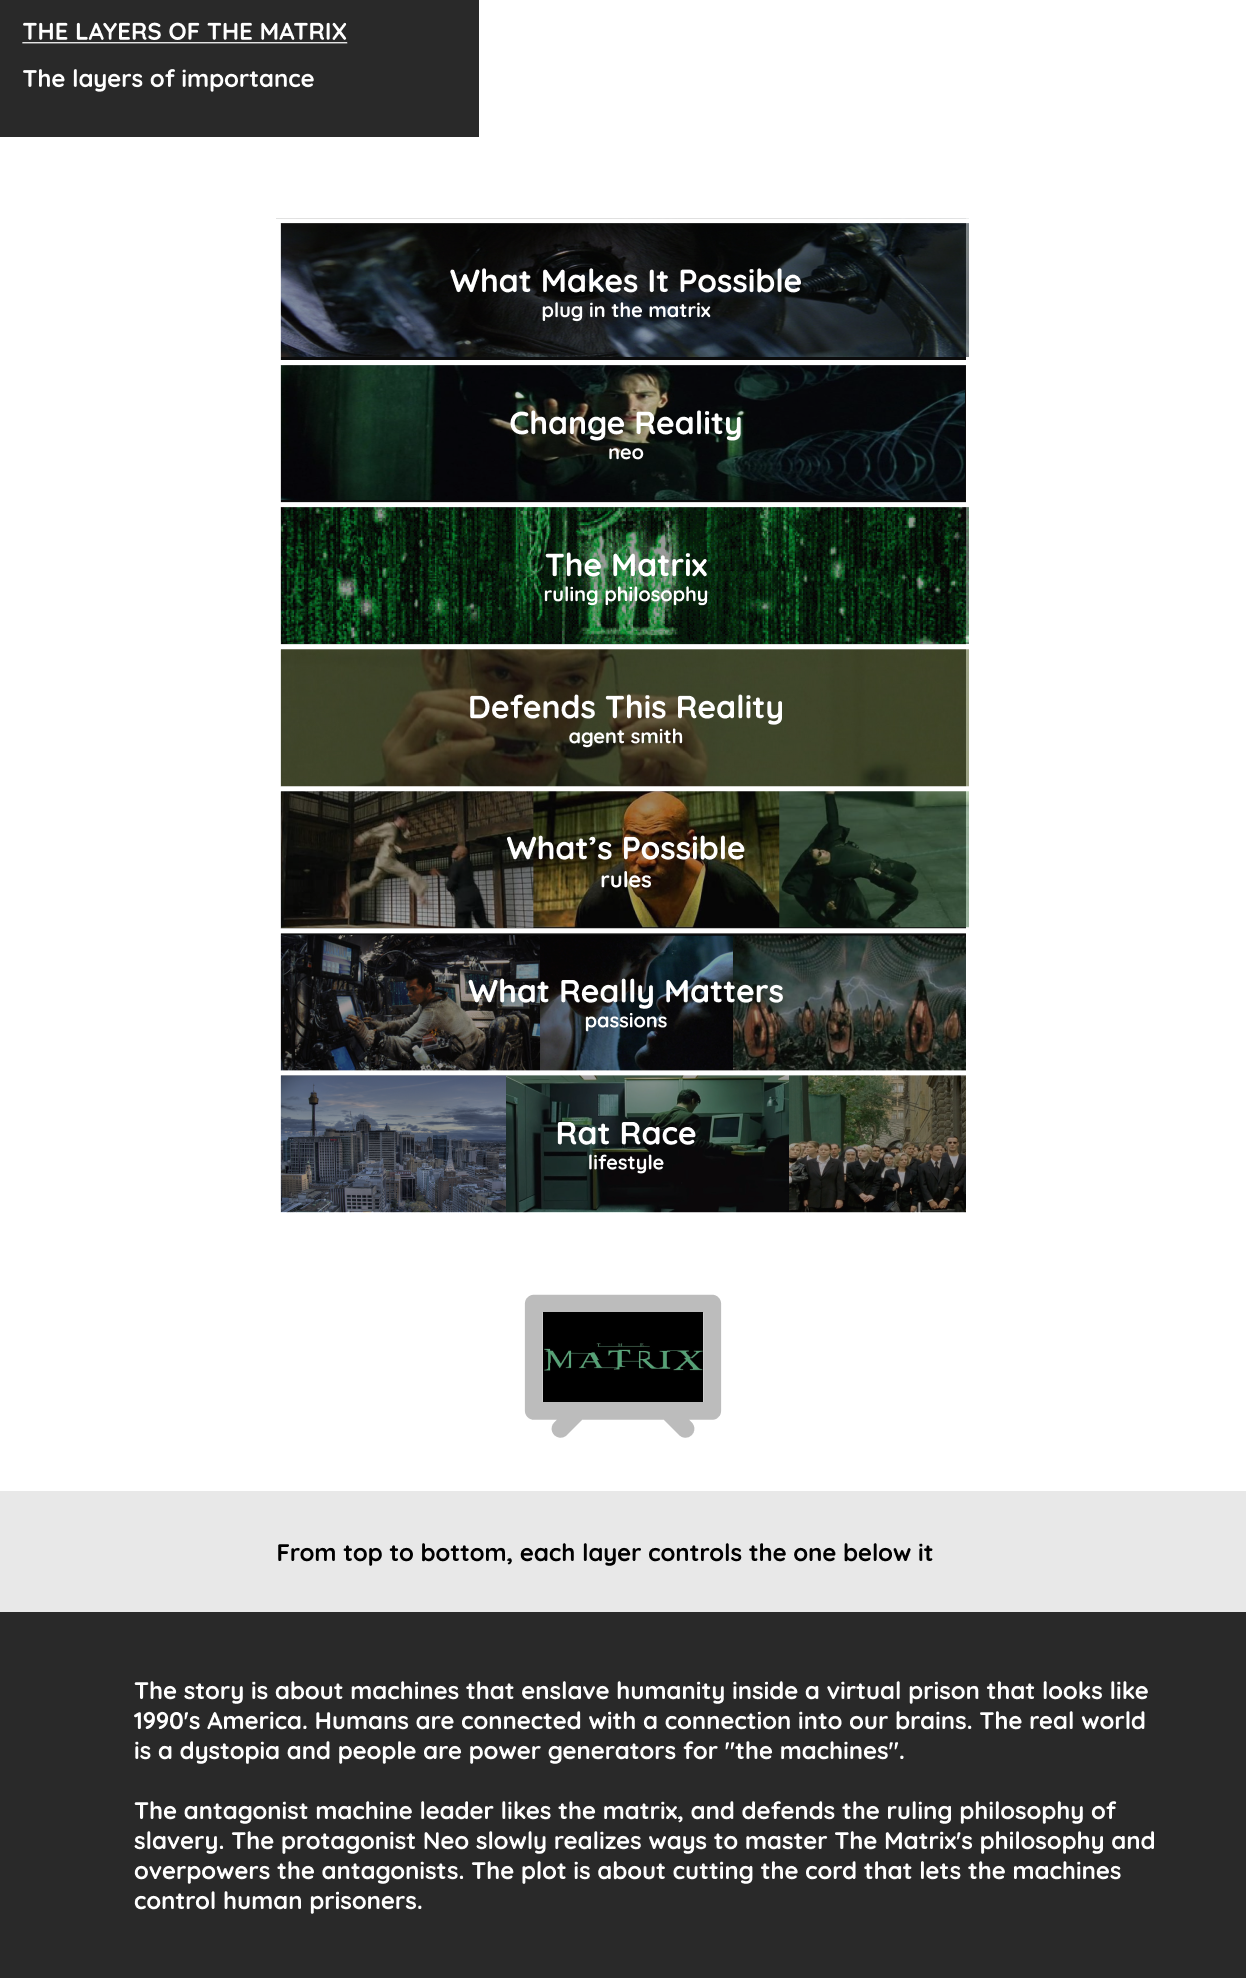 THE LAYERS OF THE MATRIX
The layers of importance
What Makes It Possible
plug in the matrix
Change Reality
neo
The Matrix
ruling philosophy
Defends This Reality
agent smith
What's Possible
rules
What Really Matters
passions
Rat Race
lifestyle
THE
MATRIX
From top to bottom, each layer controls the one below it
The story is about machines that enslave humanity inside a virtual prison that looks like
1990's America. Humans are connected with a connection into our brains. The real world
is a dystopia and people are power generators for "the machines".
The antagonist machine leader likes the matrix, and defends the ruling philosophy of
slavery. The protagonist Neo slowly realizes ways to master The Matrix's philosophy and
overpowers the antagonists. The plot is about cutting the cord that lets the machines
control human prisoners.